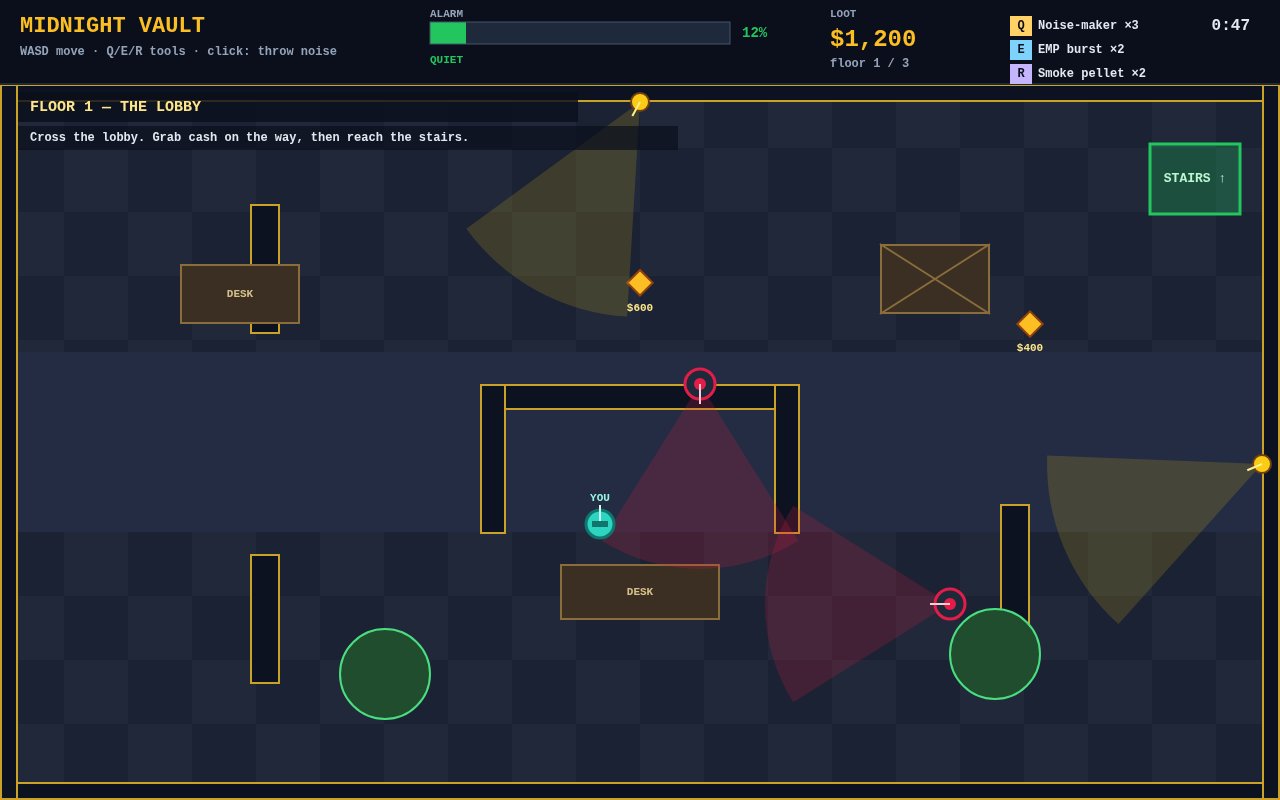 MIDNIGHT VAULT
WASD move · Q/E/R tools · click: throw noise
ALARM
12%
QUIET
LOOT
$1,200
floor 1 / 3
Q Noise-maker ×3
E EMP burst ×2
R Smoke pellet ×2
0:47
FLOOR 1 — THE LOBBY
Cross the lobby. Grab cash on the way, then reach the stairs.
STAIRS ↑
DESK
$600
$400
YOU
DESK